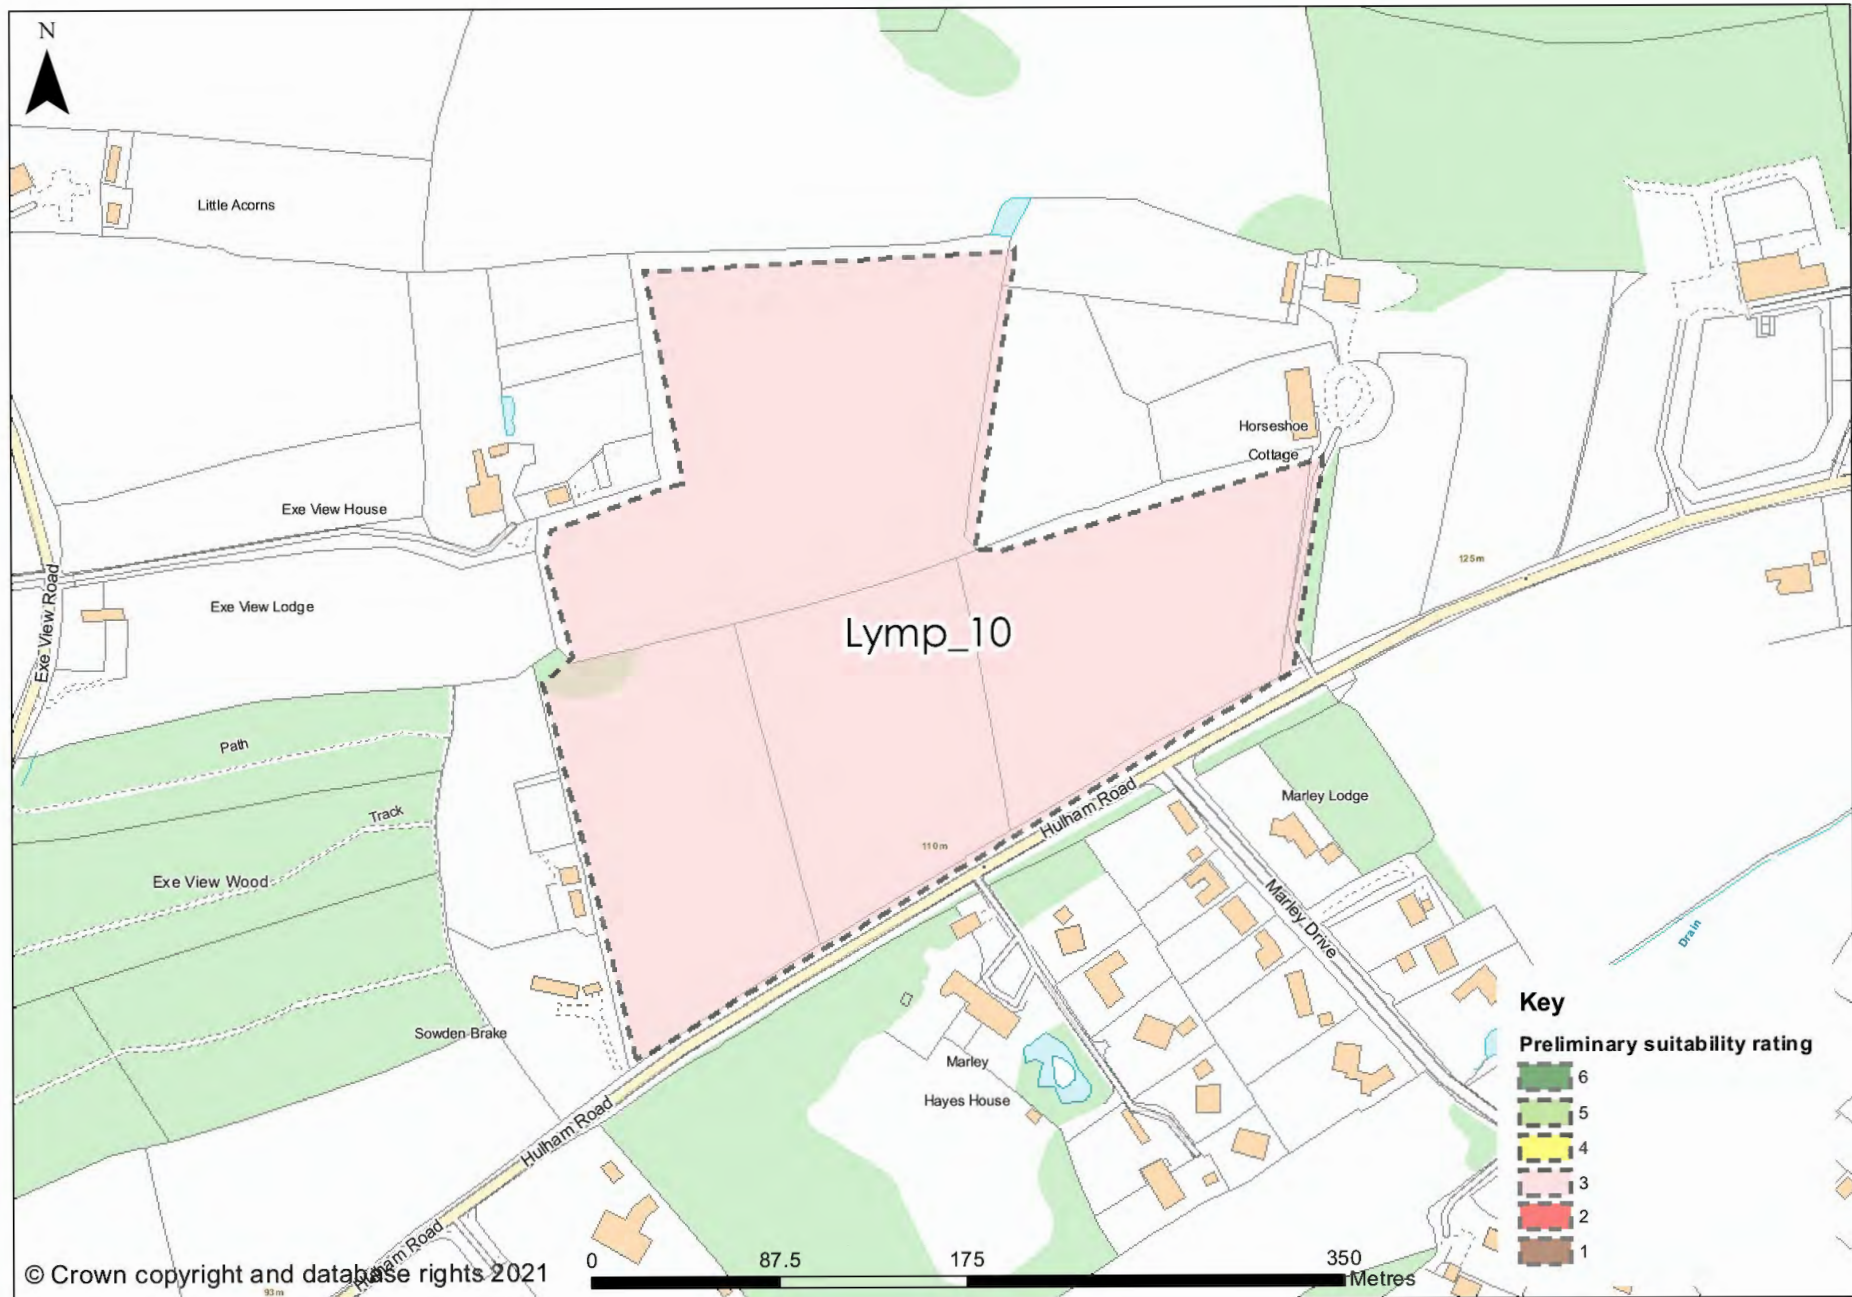 N
Little Acorns
Horseshoe
Cottage
Exe View House
125m
Exe View Road
Exe View Lodge
Lymp_10
Path
Marley Lodge
Hulham Road
Track
110m
Exe View Wood
Marley Drive
Drain
Sowden Brake
Marley
Hayes House
Hulham Road
Hulham Road
Key
Preliminary suitability rating
6
5
4
3
2
1
0 87.5 175 350
Metres
© Crown copyright and database rights 2021
93m